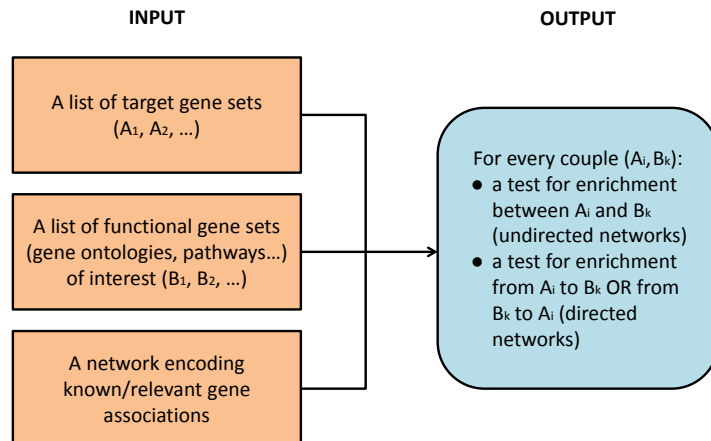 INPUT
A list of target gene sets
(A₁, A₂, …)
A list of functional gene sets
(gene ontologies, pathways…)
of interest (B₁, B₂, …)
A network encoding
known/relevant gene
associations
OUTPUT
For every couple (Aᵢ, Bₖ):
● a test for enrichment
between Aᵢ and Bₖ
(undirected networks)
● a test for enrichment
from Aᵢ to Bₖ OR from
Bₖ to Aᵢ (directed
networks)